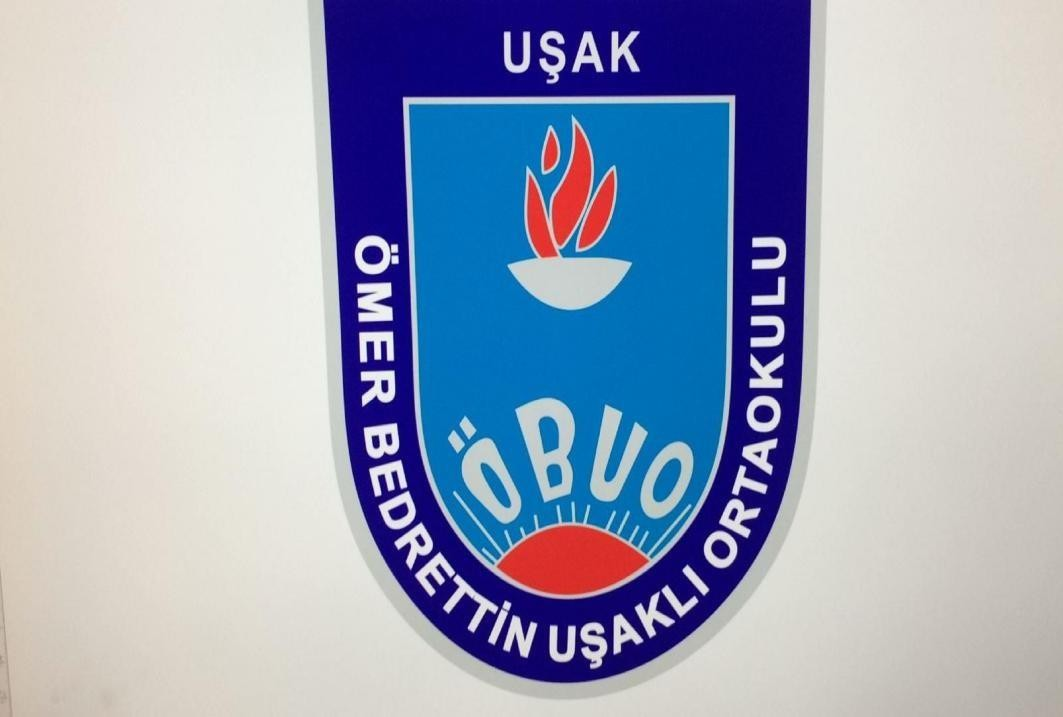 UŞAK
ÖMER BEDRETTİN UŞAKLI ORTAOKULU
ÖBUO